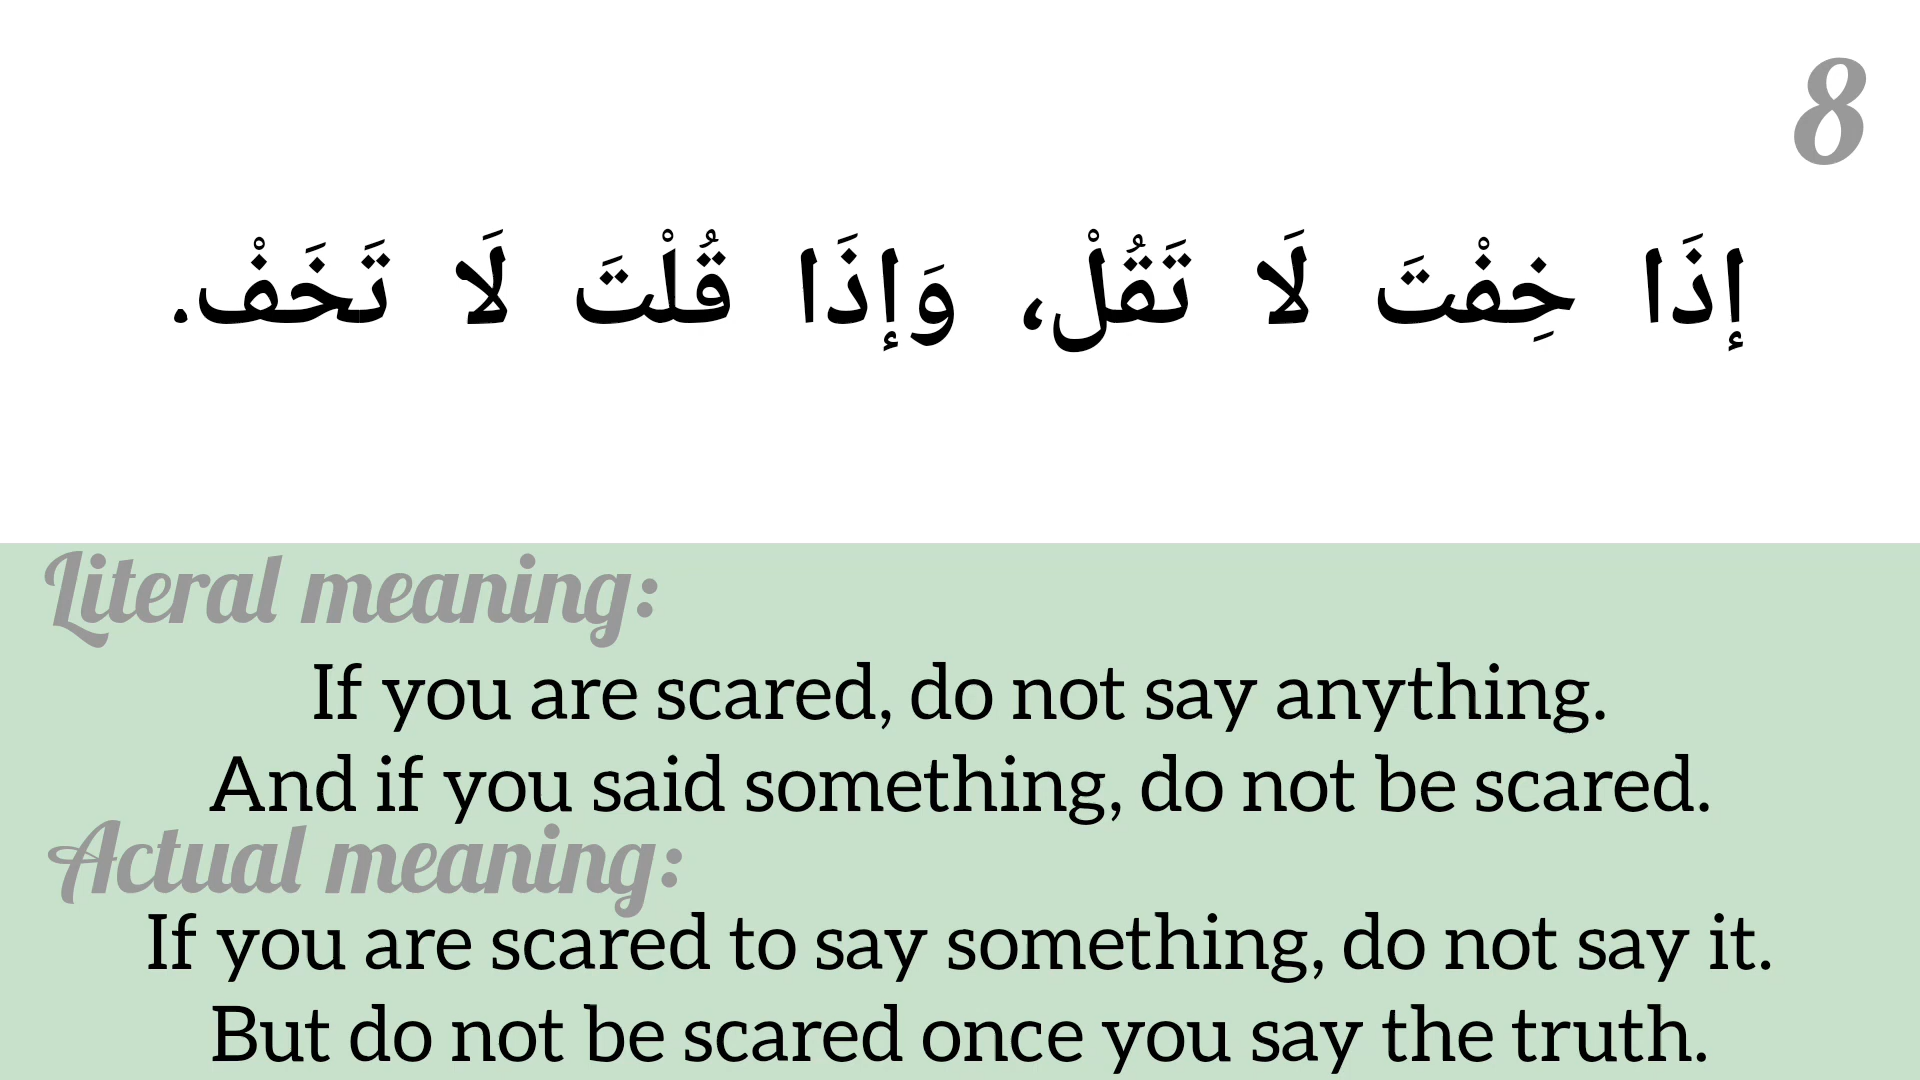 8
إِذَا خِفْتَ لَا تَقُلْ، وَإِذَا قُلْتَ لَا تَخَفْ.
Literal meaning:
If you are scared, do not say anything.
And if you said something, do not be scared.
Actual meaning:
If you are scared to say something, do not say it.
But do not be scared once you say the truth.